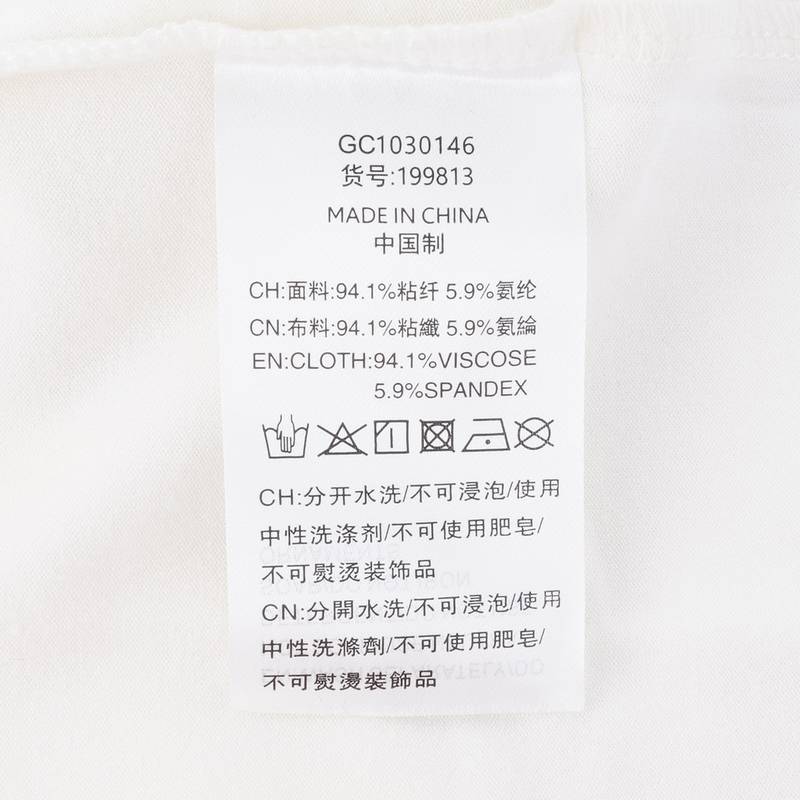 GC1030146
货号:199813
MADE IN CHINA
中国制
CH:面料:94.1%粘纤 5.9%氨纶
CN:布料:94.1%粘纖 5.9%氨綸
EN:CLOTH:94.1%VISCOSE
5.9%SPANDEX
CH:分开水洗/不可浸泡/使用
中性洗涤剂/不可使用肥皂/
不可熨烫装饰品
CN:分開水洗/不可浸泡/使用
中性洗滌劑/不可使用肥皂/
不可熨燙裝飾品